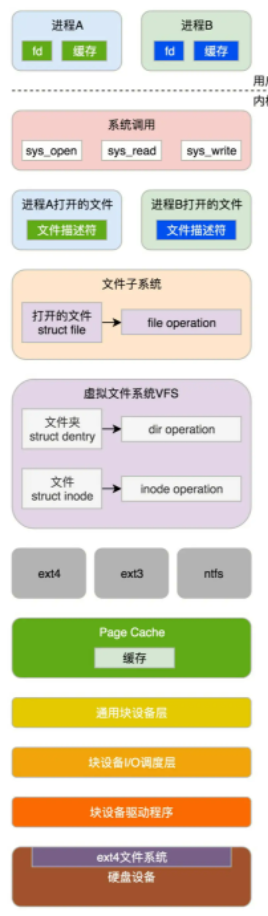 进程A
进程B
fd
缓存
fd
缓存
用
内
系统调用
sys_open
sys_read
sys_write
进程A打开的文件
进程B打开的文件
文件描述符
文件描述符
文件子系统
打开的文件
struct file
file operation
虚拟文件系统VFS
文件夹
struct dentry
dir operation
文件
struct inode
inode operation
ext4
ext3
ntfs
Page Cache
缓存
通用块设备层
块设备I/O调度层
块设备驱动程序
ext4文件系统
硬盘设备